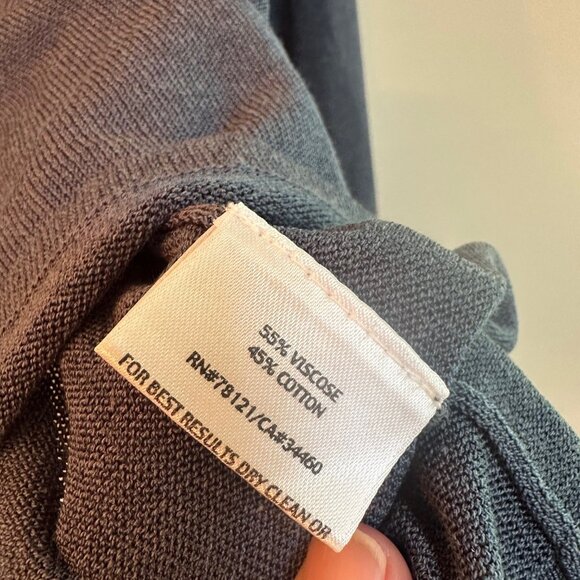 55% VISCOSE
45% COTTON
RN#78121/CA#34460
FOR BEST RESULTS DRY CLEAN OR